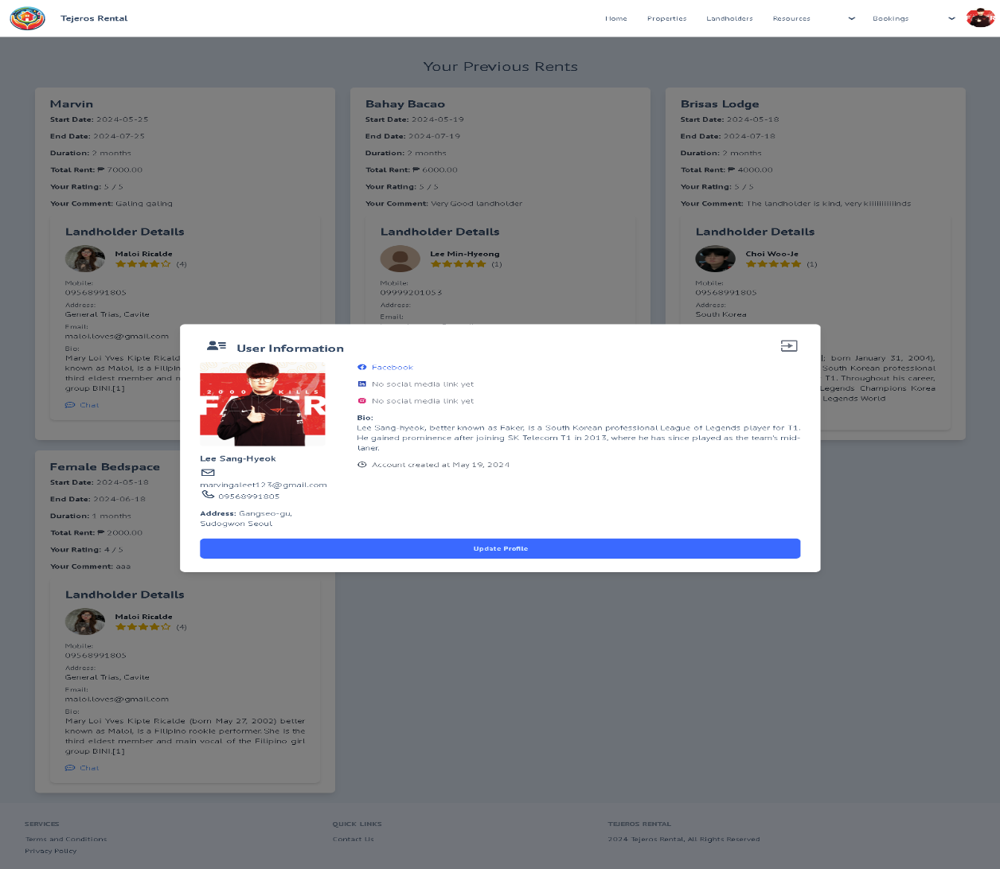 Tejeros Rental
Home
Properties
Landholders
Resources
Bookings
Your Previous Rents
Marvin
Start Date: 2024-05-25
End Date: 2024-07-25
Duration: 2 months
Total Rent: ₱ 7000.00
Your Rating: 5 / 5
Your Comment: Galing galing
Landholder Details
Maloi Ricalde
(4)
Mobile:
09568991805
Address:
General Trias, Cavite
Email:
maloi.loves@gmail.com
Bio:
Mary Loi Yves Kipte Ricalde
known as Maloi, is a Filipino
third eldest member and main
group BINI.[1]
Chat
Bahay Bacao
Start Date: 2024-05-19
End Date: 2024-07-19
Duration: 2 months
Total Rent: ₱ 6000.00
Your Rating: 5 / 5
Your Comment: Very Good landholder
Landholder Details
Lee Min-Hyeong
(1)
Mobile:
09999201053
Address:
Email:
Brisas Lodge
Start Date: 2024-05-18
End Date: 2024-07-18
Duration: 2 months
Total Rent: ₱ 4000.00
Your Rating: 5 / 5
Your Comment: The landholder is kind, very kiiiiiiiiiinds
Landholder Details
Choi Woo-Je
(1)
Mobile:
09568991805
Address:
South Korea
; born January 31, 2004),
South Korean professional
T1. Throughout his career,
Legends Champions Korea
Legends World
User Information
2,000 KILLS
FAKER
Lee Sang-Hyeok
marvingaleet123@gmail.com
09568991805
Address: Gangseo-gu,
Sudogwon Seoul
Facebook
No social media link yet
No social media link yet
Bio:
Lee Sang-hyeok, better known as Faker, is a South Korean professional League of Legends player for T1.
He gained prominence after joining SK Telecom T1 in 2013, where he has since played as the team's mid-
laner.
Account created at May 19, 2024
Update Profile
Female Bedspace
Start Date: 2024-05-18
End Date: 2024-06-18
Duration: 1 months
Total Rent: ₱ 2000.00
Your Rating: 4 / 5
Your Comment: aaa
Landholder Details
Maloi Ricalde
(4)
Mobile:
09568991805
Address:
General Trias, Cavite
Email:
maloi.loves@gmail.com
Bio:
Mary Loi Yves Kipte Ricalde (born May 27, 2002) better
known as Maloi, is a Filipino rookie performer. She is the
third eldest member and main vocal of the Filipino girl
group BINI.[1]
Chat
SERVICES
Terms and Conditions
Privacy Policy
QUICK LINKS
Contact Us
TEJEROS RENTAL
2024 Tejeros Rental, All Rights Reserved